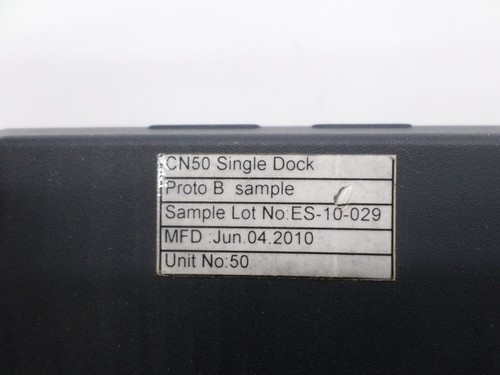 CN50 Single Dock
Proto B sample
Sample Lot No:ES-10-029
MFD :Jun.04.2010
Unit No:50